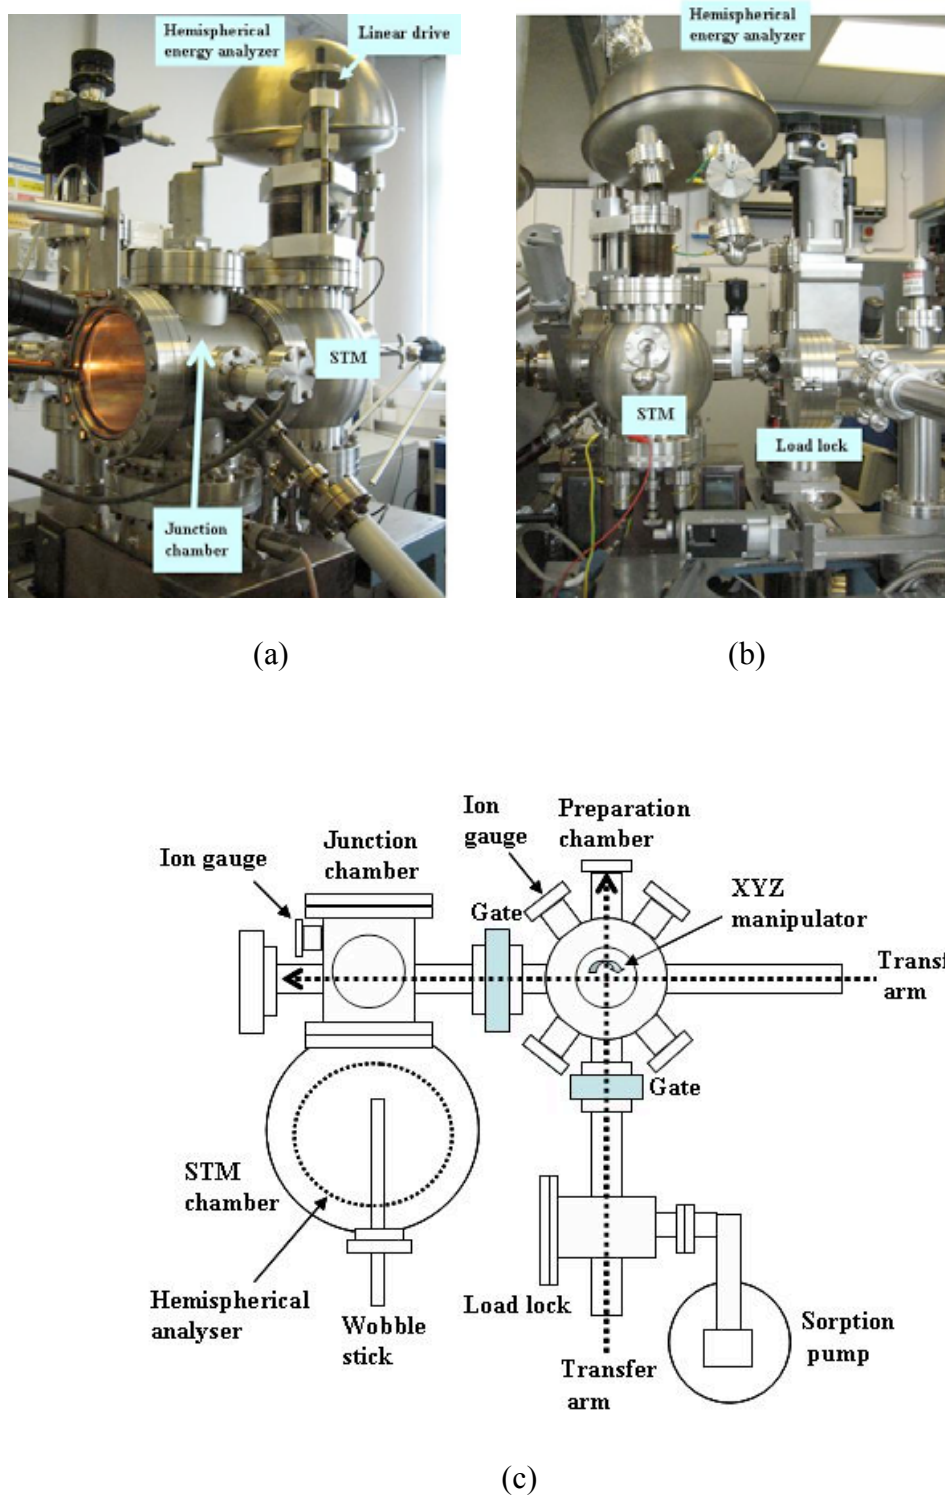 Hemispherical
energy analyzer
Linear drive
STM
Junction
chamber
Hemispherical
energy analyzer
STM
Load lock
(a)
(b)
Ion
gauge
Preparation
chamber
Junction
chamber
Ion gauge
XYZ
manipulator
Gate
Transf
arm
Gate
STM
chamber
Hemispherical
analyser
Wobble
stick
Load lock
Sorption
pump
Transfer
arm
(c)